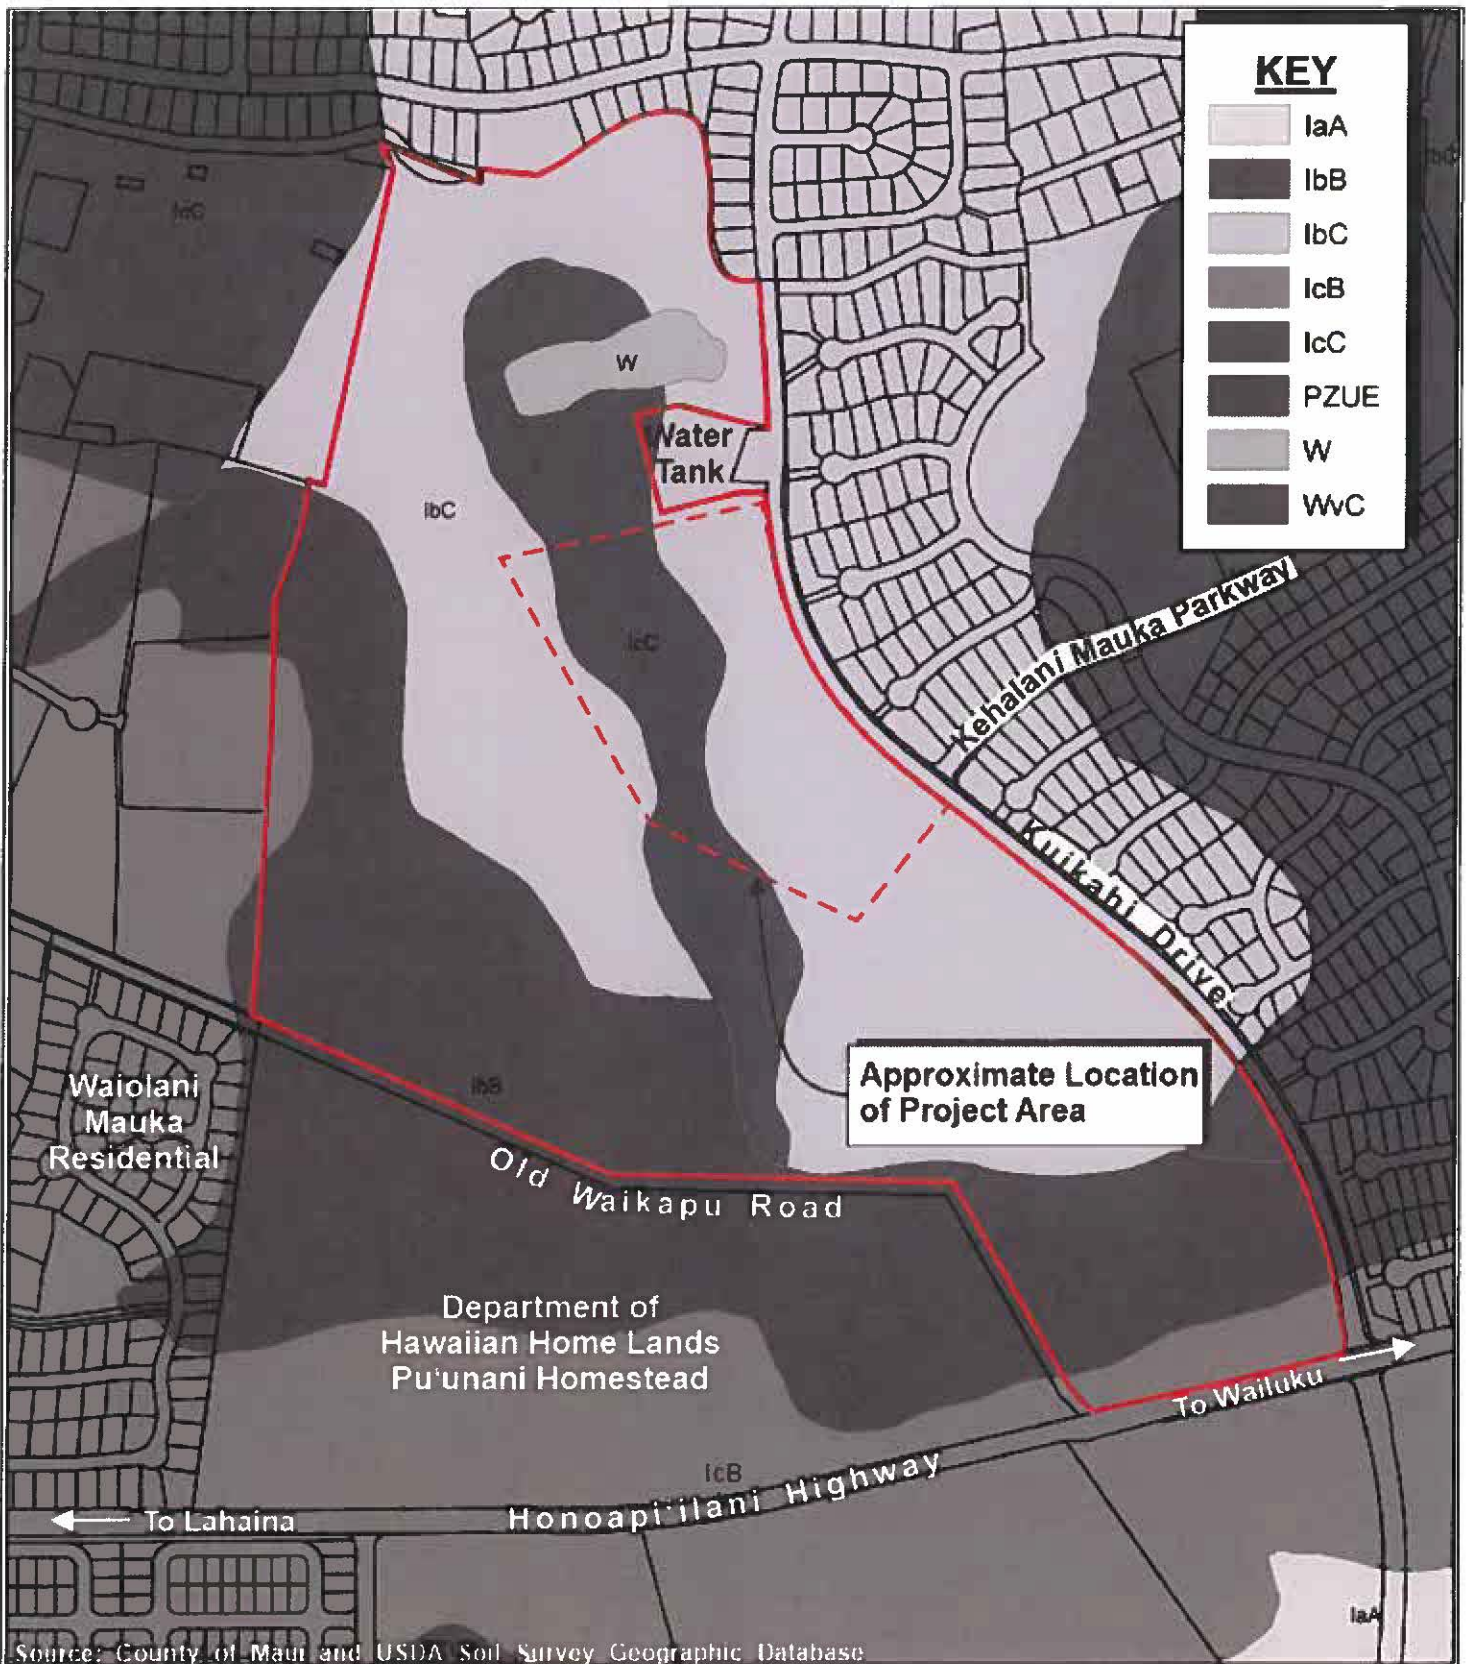 KEY
IaA
IbB
IbC
IcB
IcC
PZUE
W
WvC
IcC
W
Water
Tank
IbC
IcC
Kehalani Mauka Parkway
Kuikahi Drive
Approximate Location
of Project Area
Waiolani
Mauka
Residential
IbB
Old Waikapu Road
Department of
Hawaiian Home Lands
Pu'unani Homestead
To Wailuku
IcB
Honoapi'ilani Highway
To Lahaina
IaA
Source: County of Maui and USDA Soil Survey Geographic Database